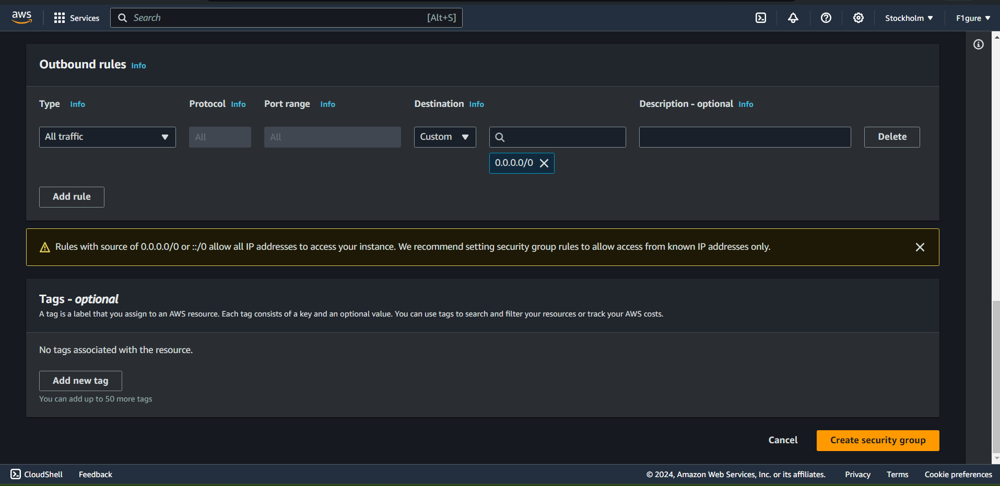 aws Services Search [Alt+S] Stockholm F1gure
Outbound rules Info
Type Info Protocol Info Port range Info Destination Info Description - optional Info
All traffic All All Custom Delete
0.0.0.0/0
Add rule
Rules with source of 0.0.0.0/0 or ::/0 allow all IP addresses to access your instance. We recommend setting security group rules to allow access from known IP addresses only.
Tags - optional
A tag is a label that you assign to an AWS resource. Each tag consists of a key and an optional value. You can use tags to search and filter your resources or track your AWS costs.
No tags associated with the resource.
Add new tag
You can add up to 50 more tags
Cancel Create security group
CloudShell Feedback © 2024, Amazon Web Services, Inc. or its affiliates. Privacy Terms Cookie preferences